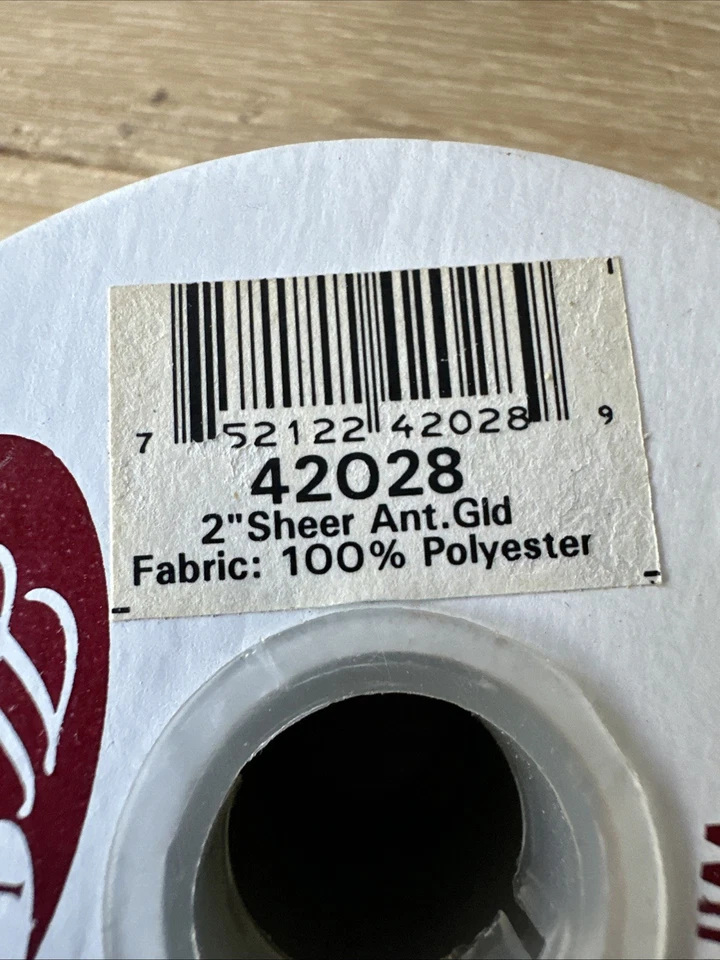 7 52122 42028 9
42028
2"Sheer Ant.Gld
Fabric: 100% Polyester